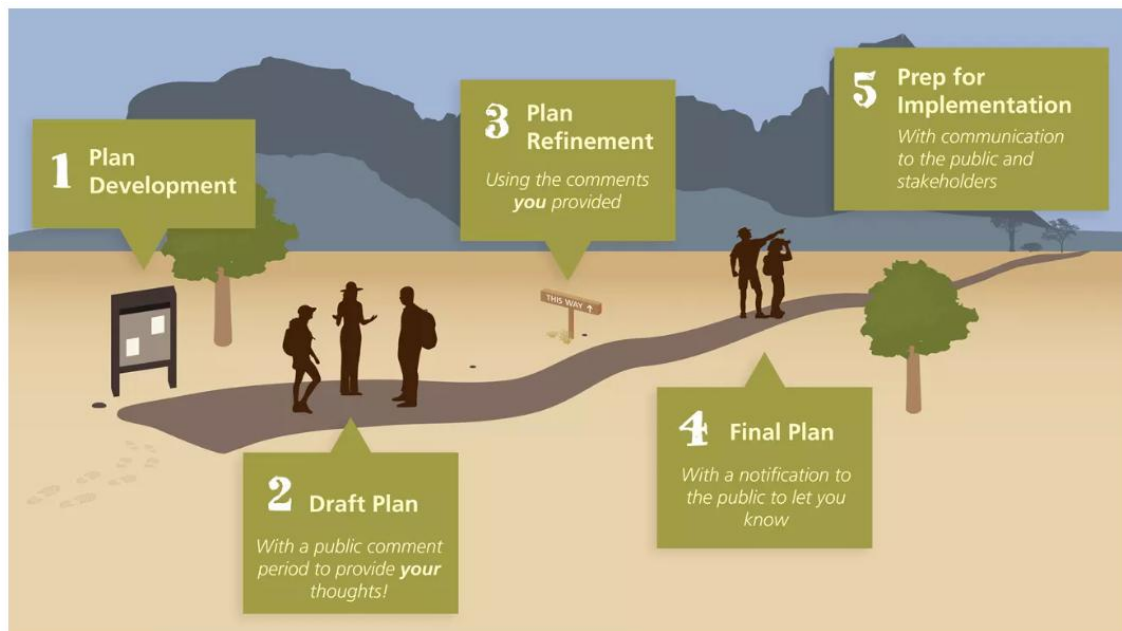 1 Plan
Development
2 Draft Plan
With a public comment
period to provide your
thoughts!
3 Plan
Refinement
Using the comments
you provided
THIS WAY ↑
4 Final Plan
With a notification to
the public to let you
know
5 Prep for
Implementation
With communication
to the public and
stakeholders